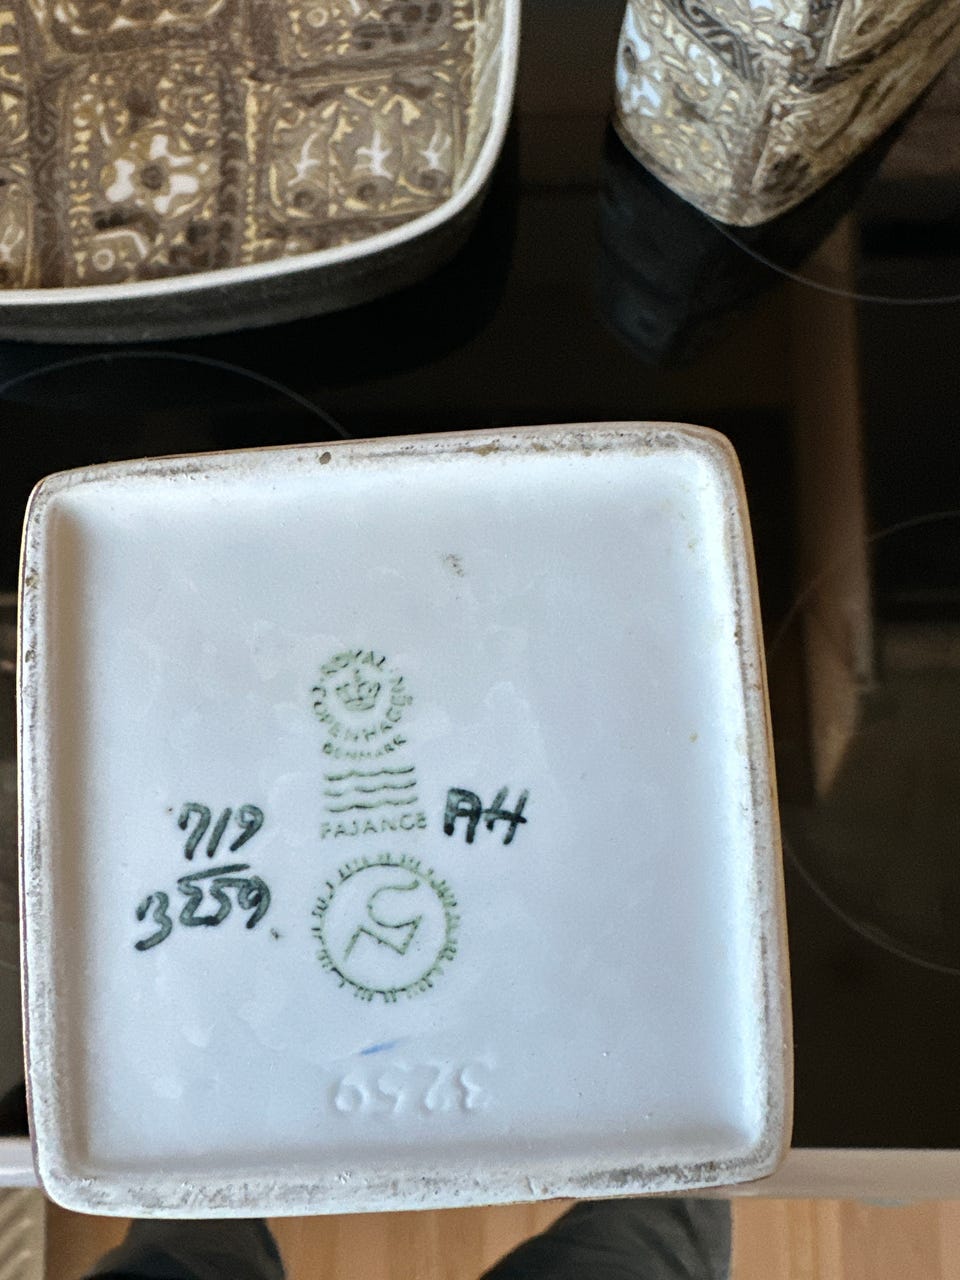 ROYAL
COPENHAGEN
DENMARK
FAJANCE
AH
719
3259
3259